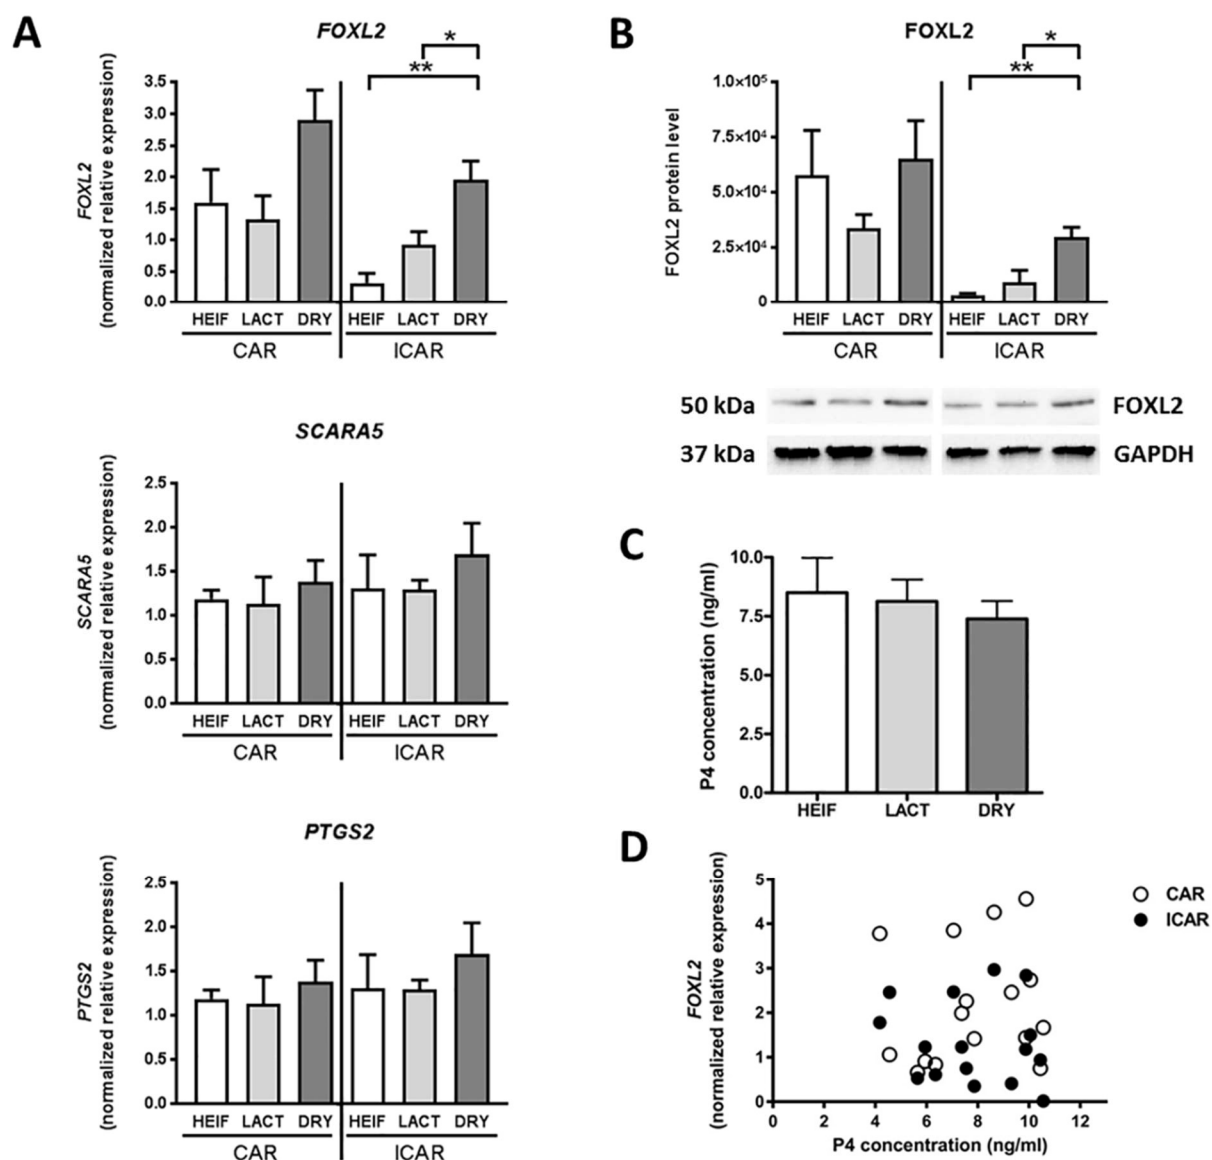 A
FOXL2
*
**
FOXL2
(normalized relative expression)
3.5
3.0
2.5
2.0
1.5
1.0
0.5
0.0
HEIF LACT DRY HEIF LACT DRY
CAR ICAR
SCARA5
SCARA5
(normalized relative expression)
2.5
2.0
1.5
1.0
0.5
0.0
HEIF LACT DRY HEIF LACT DRY
CAR ICAR
PTGS2
PTGS2
(normalized relative expression)
2.5
2.0
1.5
1.0
0.5
0.0
HEIF LACT DRY HEIF LACT DRY
CAR ICAR
B
FOXL2
*
**
FOXL2 protein level
1.0×10⁵
7.5×10⁴
5.0×10⁴
2.5×10⁴
0
HEIF LACT DRY HEIF LACT DRY
CAR ICAR
50 kDa FOXL2
37 kDa GAPDH
C
P4 concentration (ng/ml)
10.0
7.5
5.0
2.5
0.0
HEIF LACT DRY
D
FOXL2
(normalized relative expression)
5
4
3
2
1
0
0 2 4 6 8 10 12
P4 concentration (ng/ml)
CAR
ICAR